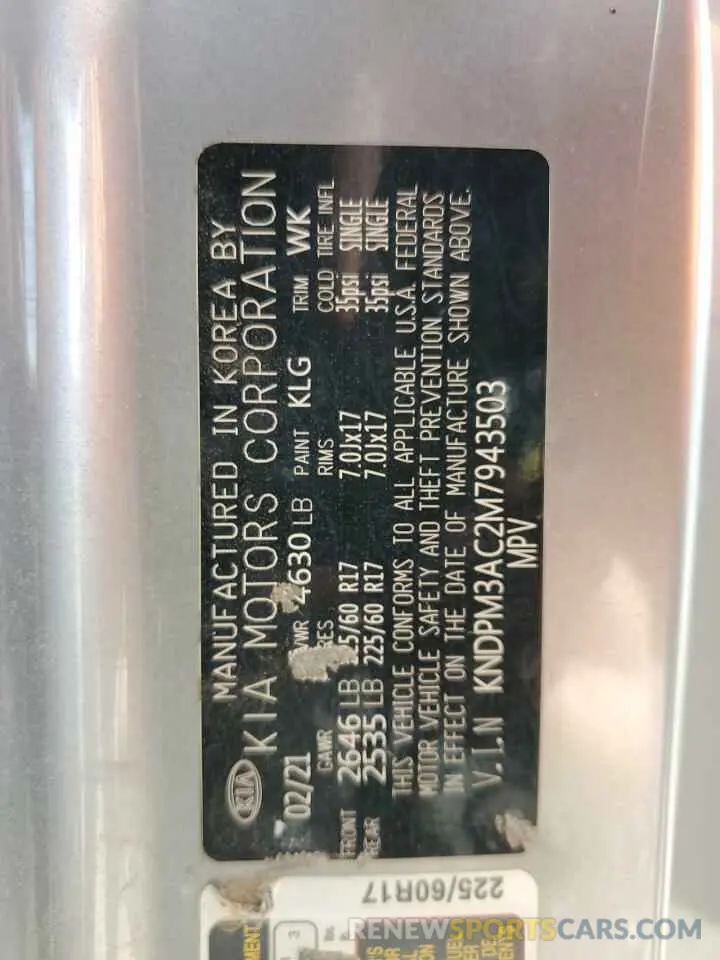 MANUFACTURED IN KOREA BY
KIA KIA MOTORS CORPORATION
02/21 4630 LB PAINT KLG TRIM WK
GAWR RIMS COLD TIRE INFL
FRONT 2646 LB 225/60 R17 7.0Jx17 35psi SINGLE
REAR 2535 LB 225/60 R17 7.0Jx17 35psi SINGLE
THIS VEHICLE CONFORMS TO ALL APPLICABLE U.S.A. FEDERAL
MOTOR VEHICLE SAFETY AND THEFT PREVENTION STANDARDS
IN EFFECT ON THE DATE OF MANUFACTURE SHOWN ABOVE.
V.I.N KNDPM3AC2M7943503
MPV
225/60R17
RENEWSPORTSCARS.COM